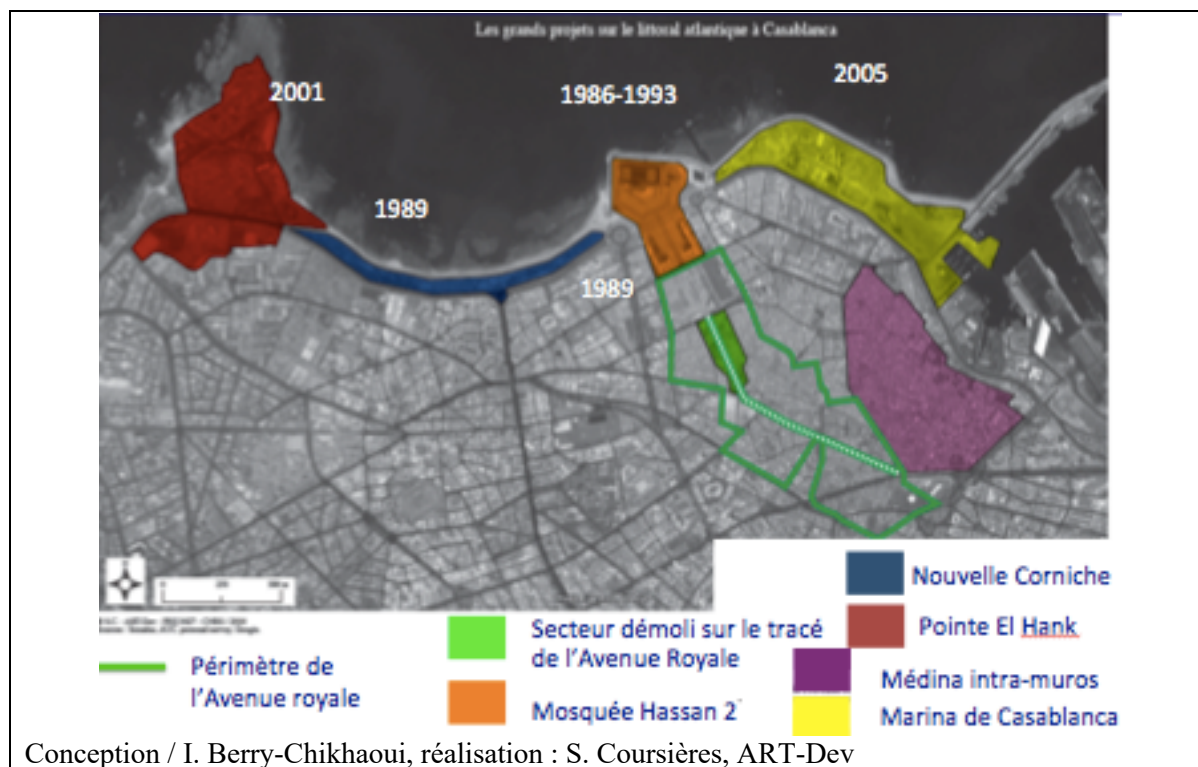 Les grands projets sur le littoral atlantique à Casablanca
2001
1986-1993
2005
1989
1989
Nouvelle Corniche
Pointe El Hank
Secteur démoli sur le tracé
de l'Avenue Royale
Périmètre de
l'Avenue royale
Médina intra-muros
Mosquée Hassan 2
Marina de Casablanca
Conception / I. Berry-Chikhaoui, réalisation : S. Coursières, ART-Dev